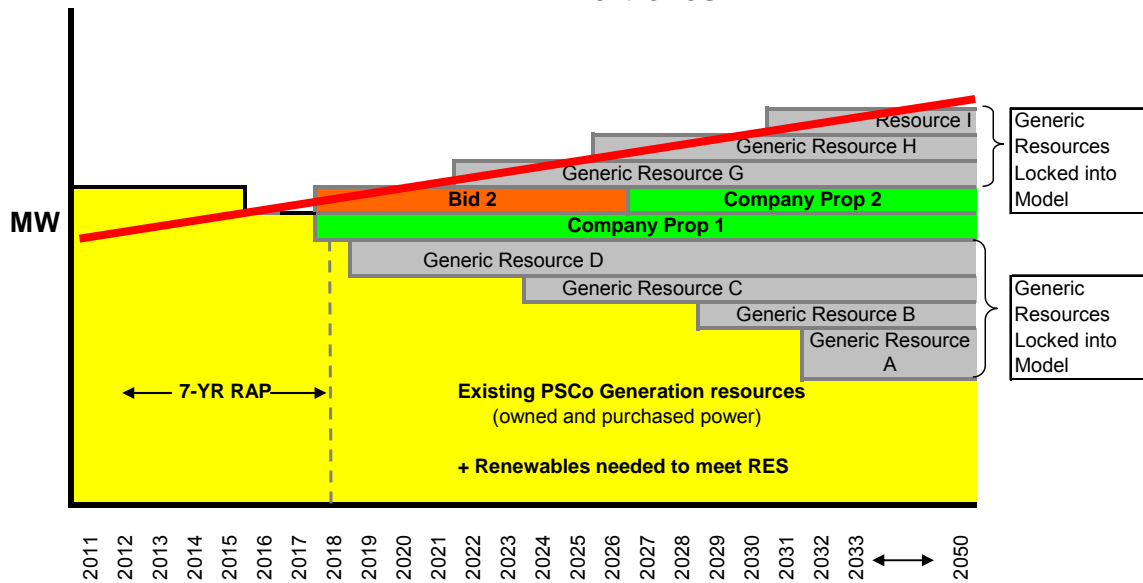 Resource I
Generic Resource H
Generic Resource G
Bid 2
Company Prop 2
Company Prop 1
Generic Resource D
Generic Resource C
Generic Resource B
Generic Resource
A
Generic
Resources
Locked into
Model
Generic
Resources
Locked into
Model
MW
7-YR RAP
Existing PSCo Generation resources
(owned and purchased power)
+ Renewables needed to meet RES
2011
2012
2013
2014
2015
2016
2017
2018
2019
2020
2021
2022
2023
2024
2025
2026
2027
2028
2029
2030
2031
2032
2033
2050